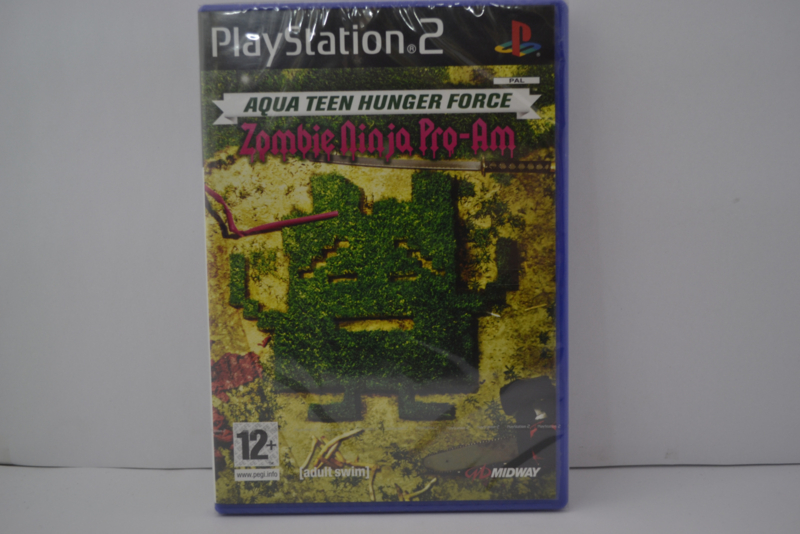 PlayStation®2
PAL
AQUA TEEN HUNGER FORCE
Zombie Ninja Pro-Am
12+
www.pegi.info
[adult swim]
MIDWAY